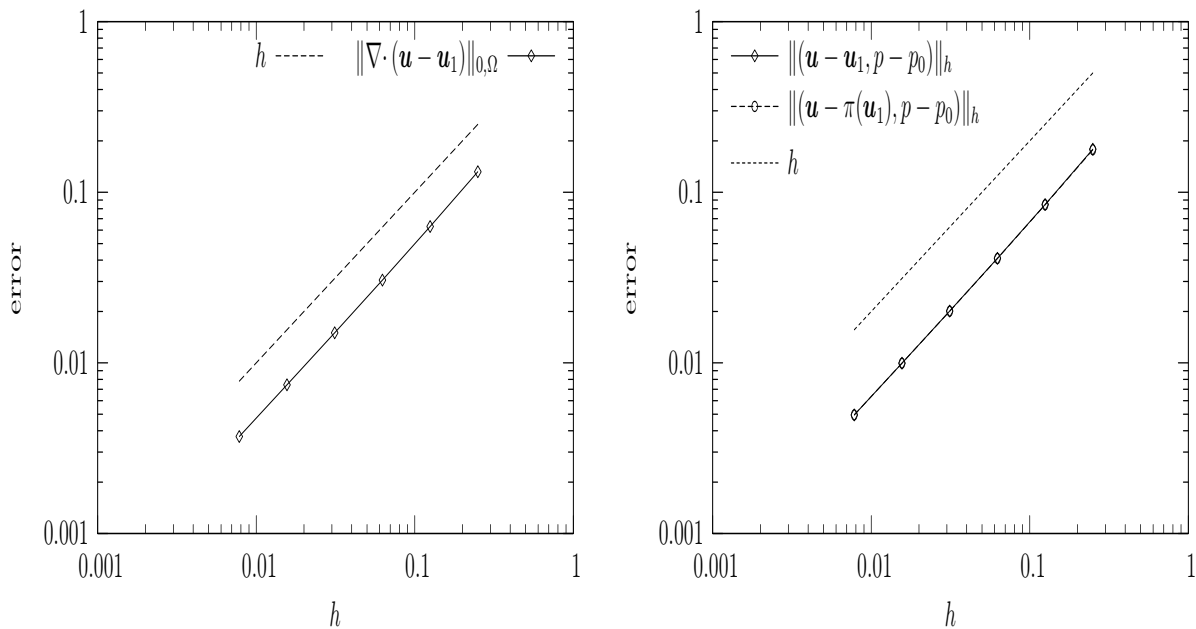 1
h ‖∇·(u − u₁)‖₀,Ω
0.1
error
0.01
0.001
0.001 0.01 0.1 1
h
1
‖(u − u₁, p − p₀)‖ₕ
‖(u − π(u₁), p − p₀)‖ₕ
h
0.1
error
0.01
0.001
0.001 0.01 0.1 1
h